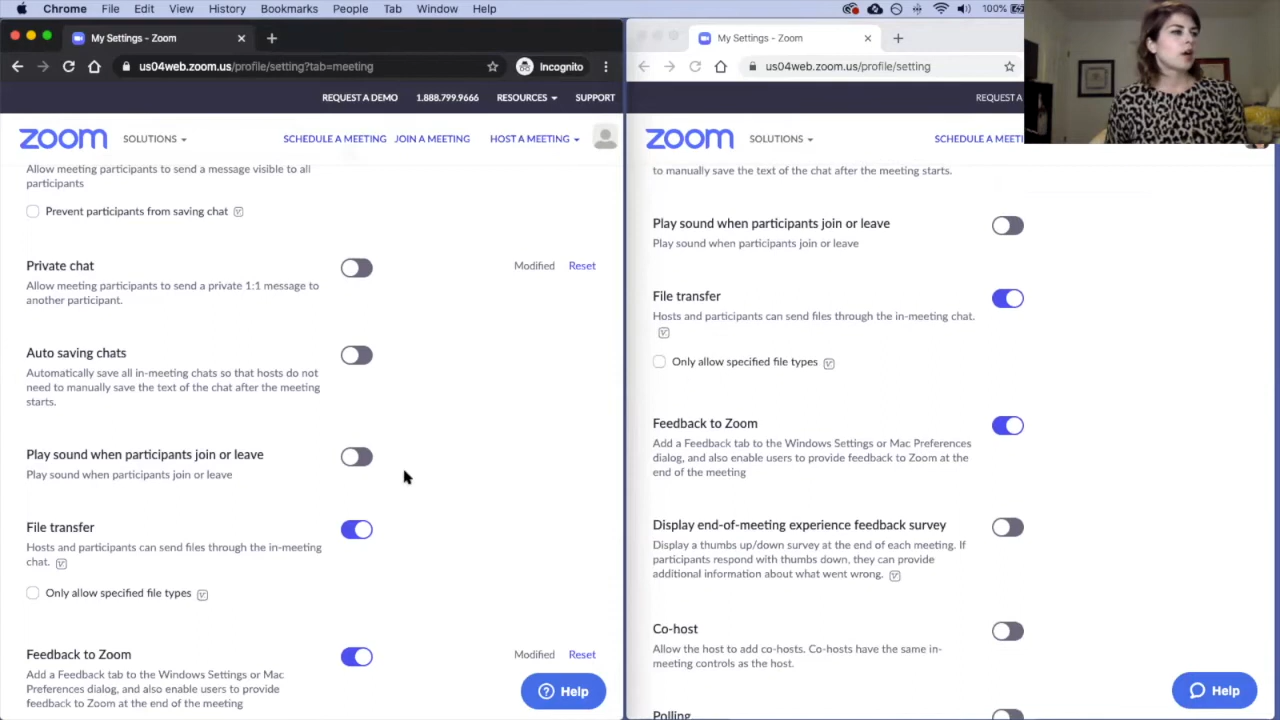 Chrome File Edit View History Bookmarks People Tab Window Help 100%
My Settings - Zoom
us04web.zoom.us/profile/setting?tab=meeting
Incognito
REQUEST A DEMO 1.888.799.9666 RESOURCES SUPPORT
zoom SOLUTIONS SCHEDULE A MEETING JOIN A MEETING HOST A MEETING
Allow meeting participants to send a message visible to all
participants
Prevent participants from saving chat
Private chat
Modified Reset
Allow meeting participants to send a private 1:1 message to
another participant.
Auto saving chats
Automatically save all in-meeting chats so that hosts do not
need to manually save the text of the chat after the meeting
starts.
Play sound when participants join or leave
Play sound when participants join or leave
File transfer
Hosts and participants can send files through the in-meeting
chat.
Only allow specified file types
Feedback to Zoom
Modified Reset
Add a Feedback tab to the Windows Settings or Mac
Preferences dialog, and also enable users to provide
feedback to Zoom at the end of the meeting
Help
My Settings - Zoom
us04web.zoom.us/profile/setting
REQUEST A
zoom SOLUTIONS SCHEDULE A MEETI
to manually save the text of the chat after the meeting starts.
Play sound when participants join or leave
Play sound when participants join or leave
File transfer
Hosts and participants can send files through the in-meeting chat.
Only allow specified file types
Feedback to Zoom
Add a Feedback tab to the Windows Settings or Mac Preferences
dialog, and also enable users to provide feedback to Zoom at the
end of the meeting
Display end-of-meeting experience feedback survey
Display a thumbs up/down survey at the end of each meeting. If
participants respond with thumbs down, they can provide
additional information about what went wrong.
Co-host
Allow the host to add co-hosts. Co-hosts have the same in-
meeting controls as the host.
Polling
Help